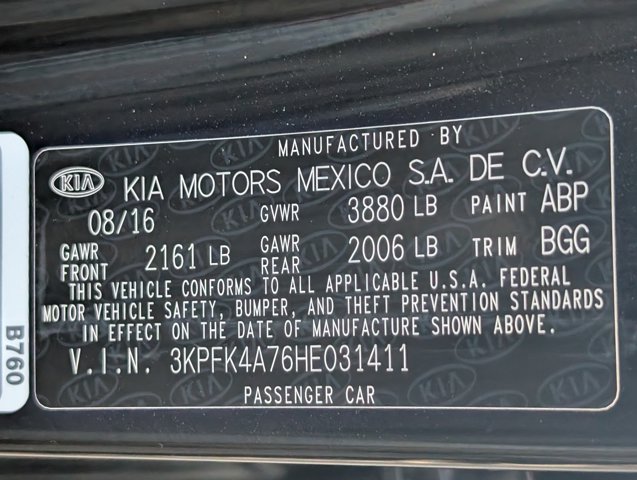 MANUFACTURED BY
KIA KIA MOTORS MEXICO S.A. DE C.V.
08/16 GVWR 3880 LB PAINT ABP
GAWR FRONT 2161 LB GAWR REAR 2006 LB TRIM BGG
THIS VEHICLE CONFORMS TO ALL APPLICABLE U.S.A. FEDERAL
MOTOR VEHICLE SAFETY, BUMPER, AND THEFT PREVENTION STANDARDS
IN EFFECT ON THE DATE OF MANUFACTURE SHOWN ABOVE.
V.I.N. 3KPFK4A76HE031411
PASSENGER CAR
B760